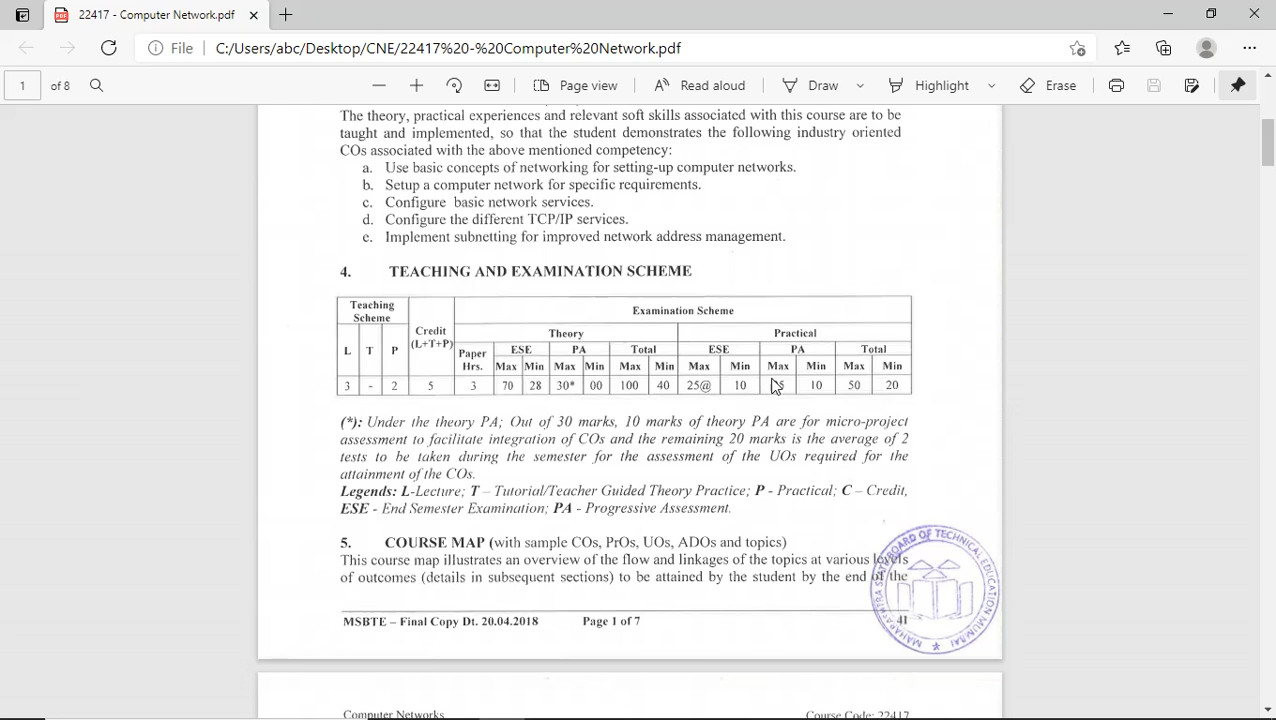 22417 - Computer Network.pdf
File C:/Users/abc/Desktop/CNE/22417%20-%20Computer%20Network.pdf
1 of 8 Page view Read aloud Draw Highlight Erase
The theory, practical experiences and relevant soft skills associated with this course are to be
taught and implemented, so that the student demonstrates the following industry oriented
COs associated with the above mentioned competency:
a. Use basic concepts of networking for setting-up computer networks.
b. Setup a computer network for specific requirements.
c. Configure basic network services.
d. Configure the different TCP/IP services.
e. Implement subnetting for improved network address management.
4. TEACHING AND EXAMINATION SCHEME
Teaching Scheme
Credit (L+T+P)
Examination Scheme
Theory Practical
L T P
Paper Hrs.
ESE PA Total ESE PA Total
Max Min Max Min Max Min Max Min Max Min Max Min
3 - 2 5 3 70 28 30* 00 100 40 25@ 10 10 50 20
(*): Under the theory PA; Out of 30 marks, 10 marks of theory PA are for micro-project
assessment to facilitate integration of COs and the remaining 20 marks is the average of 2
tests to be taken during the semester for the assessment of the UOs required for the
attainment of the COs.
Legends: L-Lecture; T – Tutorial/Teacher Guided Theory Practice; P - Practical; C – Credit,
ESE - End Semester Examination; PA - Progressive Assessment.
5. COURSE MAP (with sample COs, PrOs, UOs, ADOs and topics)
This course map illustrates an overview of the flow and linkages of the topics at various levels
of outcomes (details in subsequent sections) to be attained by the student by the end of the
MAHARASHTRA STATE BOARD OF TECHNICAL EDUCATION MUMBAI
MSBTE – Final Copy Dt. 20.04.2018 Page 1 of 7 41
Computer Networks Course Code: 22417